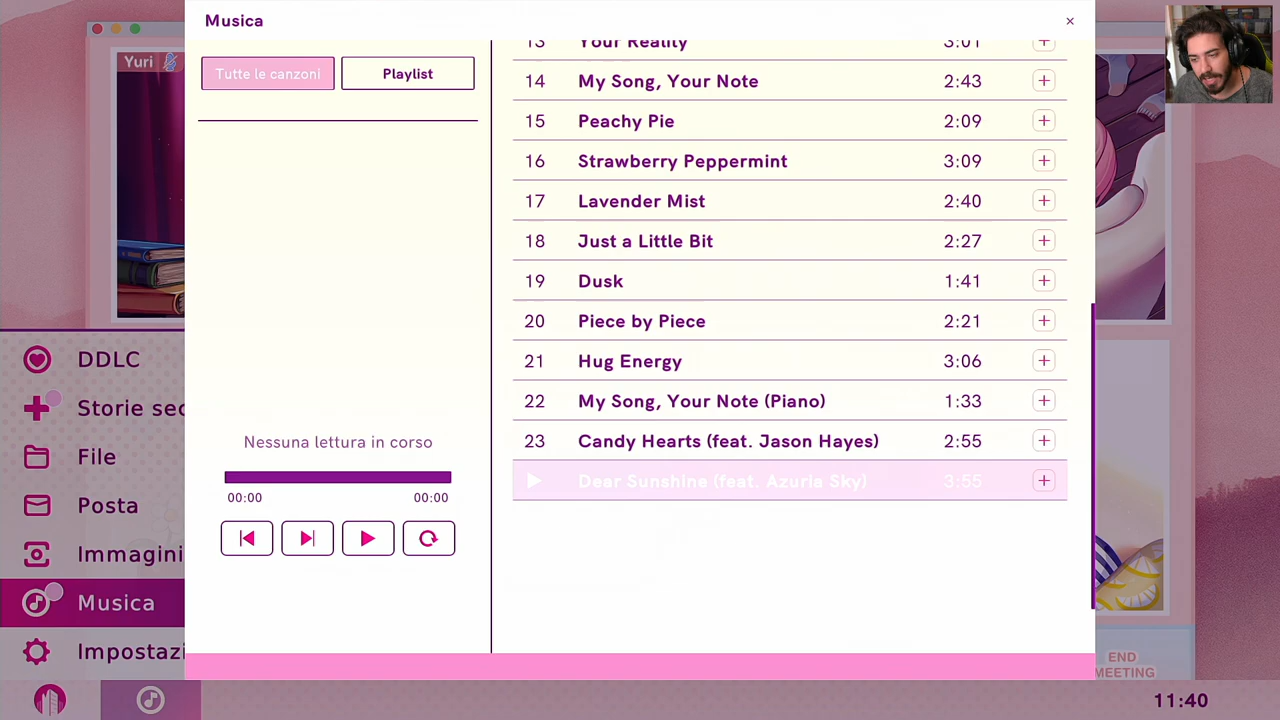 Musica
×
Yuri
Tutte le canzoni
Playlist
13 Your Reality 3:01
14 My Song, Your Note 2:43
15 Peachy Pie 2:09
16 Strawberry Peppermint 3:09
17 Lavender Mist 2:40
18 Just a Little Bit 2:27
19 Dusk 1:41
20 Piece by Piece 2:21
21 Hug Energy 3:06
22 My Song, Your Note (Piano) 1:33
23 Candy Hearts (feat. Jason Hayes) 2:55
Dear Sunshine (feat. Azuria Sky) 3:55
Nessuna lettura in corso
00:00 00:00
DDLC
Storie sec
File
Posta
Immagini
Musica
Impostazi
END
MEETING
11:40